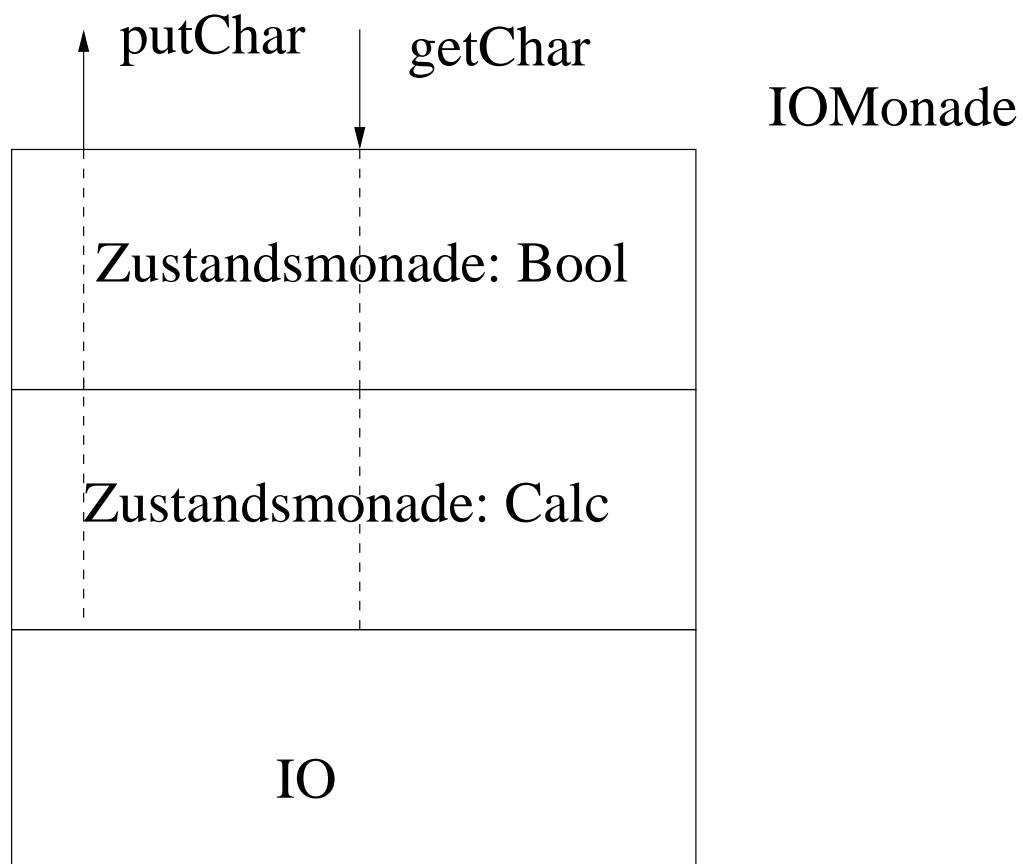 putChar
getChar
IOMonade
Zustandsmonade: Bool
Zustandsmonade: Calc
IO